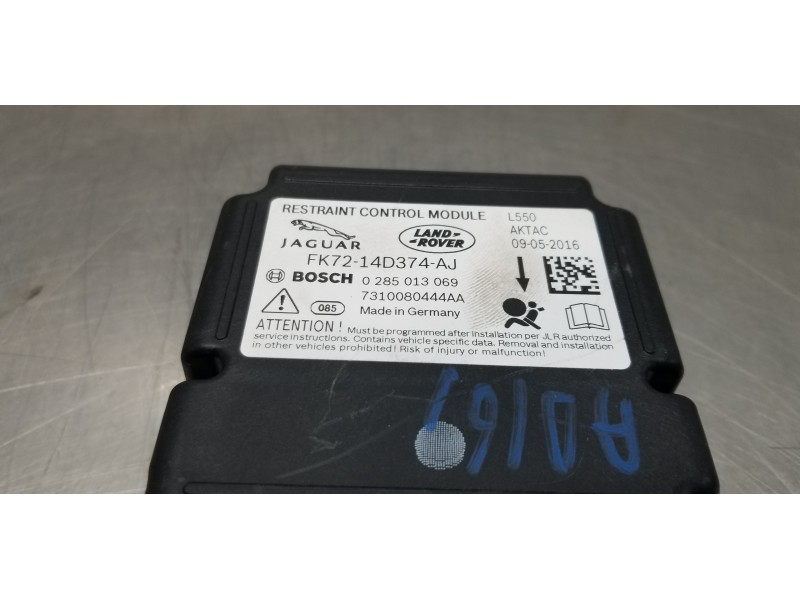 RESTRAINT CONTROL MODULE L550
JAGUAR LAND-ROVER AKTAC
09-05-2016
FK72-14D374-AJ
BOSCH 0 285 013 069
7310080444AA
085 Made in Germany
ATTENTION ! Must be programmed after installation per JLR authorized
service instructions. Contains vehicle specific data. Removal and installation
in other vehicles prohibited! Risk of injury or malfunction!
AD161